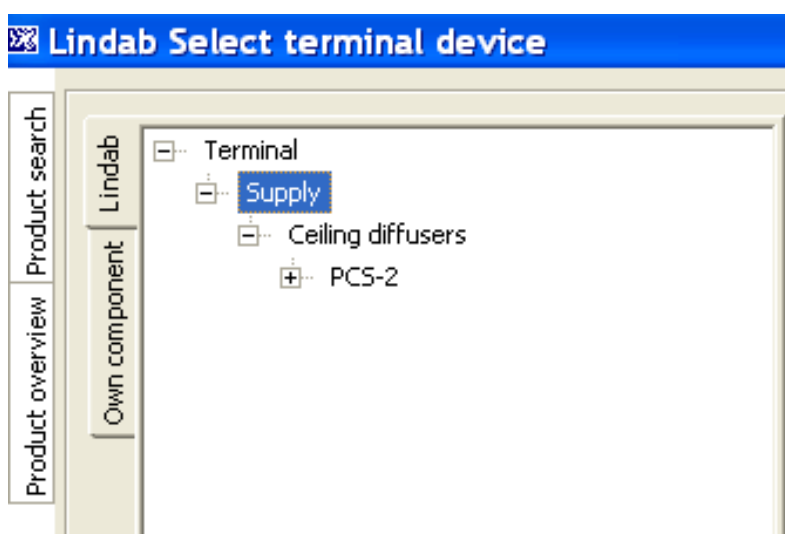 Lindab Select terminal device
Product search
Product overview
Lindab
Own component
Terminal
Supply
Ceiling diffusers
PCS-2